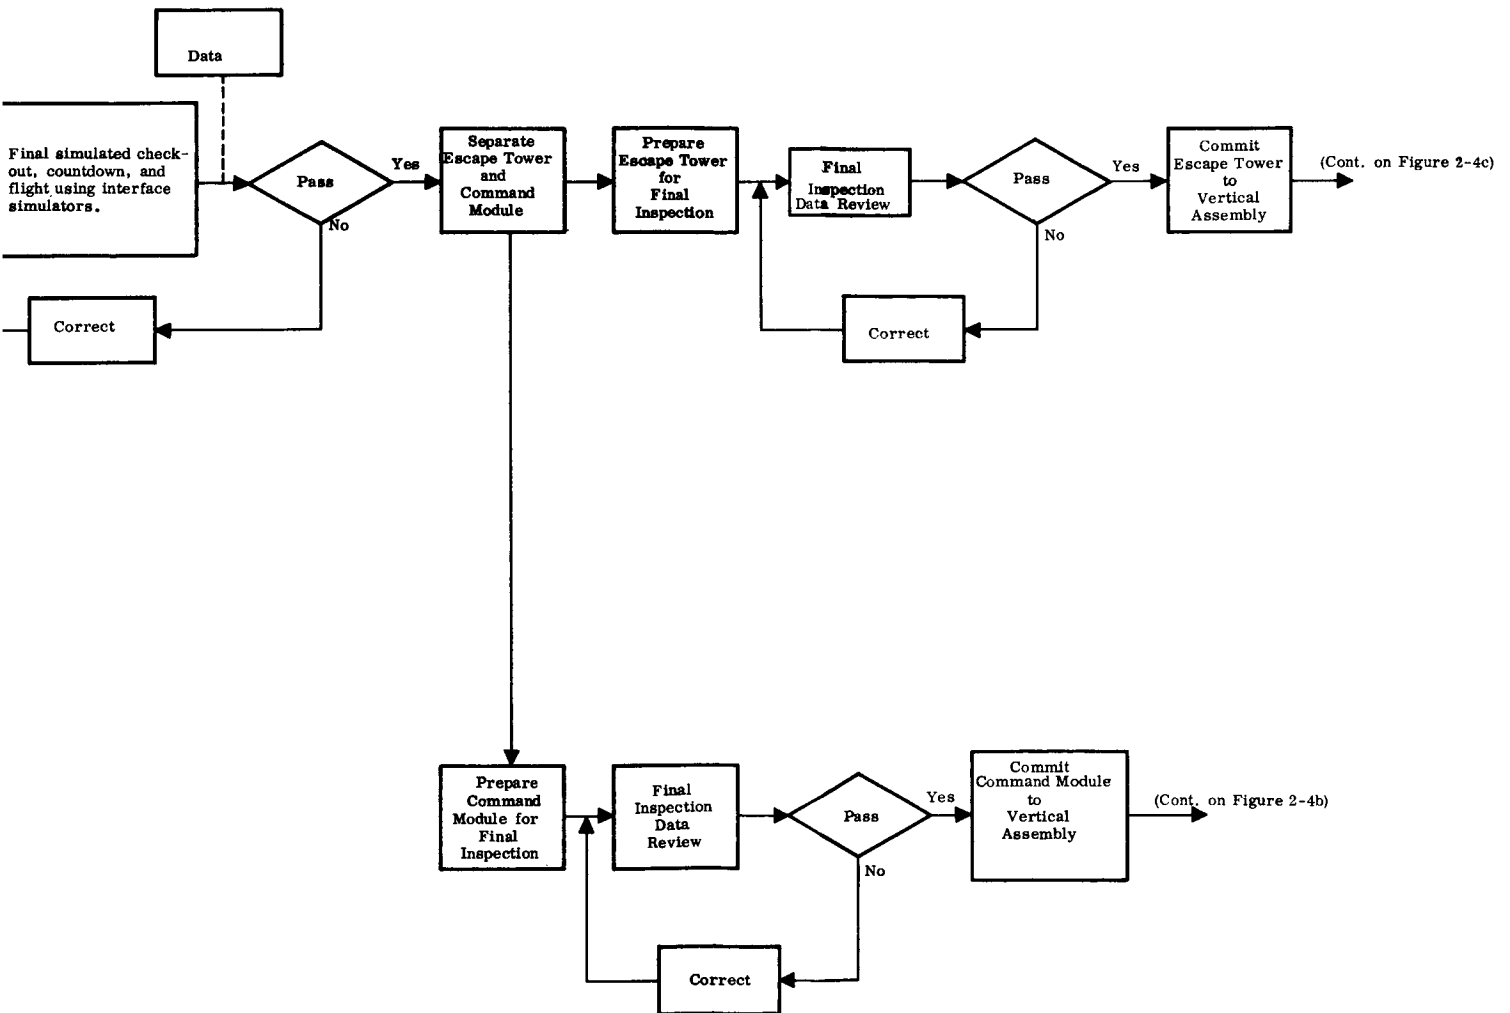 Data
Final simulated check-
out, countdown, and
flight using interface
simulators.
Pass
Yes
No
Correct
Separate
Escape Tower
and
Command
Module
Prepare
Escape Tower
for
Final
Inspection
Final
Inspection
Data Review
Pass
Yes
No
Correct
Commit
Escape Tower
to
Vertical
Assembly
(Cont. on Figure 2-4c)
Prepare
Command
Module for
Final
Inspection
Final
Inspection
Data
Review
Pass
Yes
No
Correct
Commit
Command Module
to
Vertical
Assembly
(Cont. on Figure 2-4b)